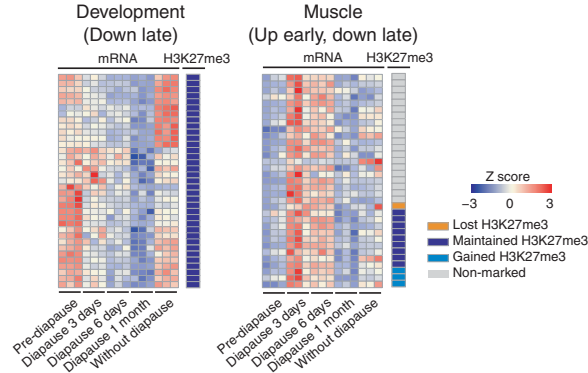 Development
(Down late)
mRNA
H3K27me3
Muscle
(Up early, down late)
mRNA
H3K27me3
Z score
−3
0
3
Lost H3K27me3
Maintained H3K27me3
Gained H3K27me3
Non-marked
Pre-diapause
Diapause 3 days
Diapause 6 days
Diapause 1 month
Without diapause
Pre-diapause
Diapause 3 days
Diapause 6 days
Diapause 1 month
Without diapause